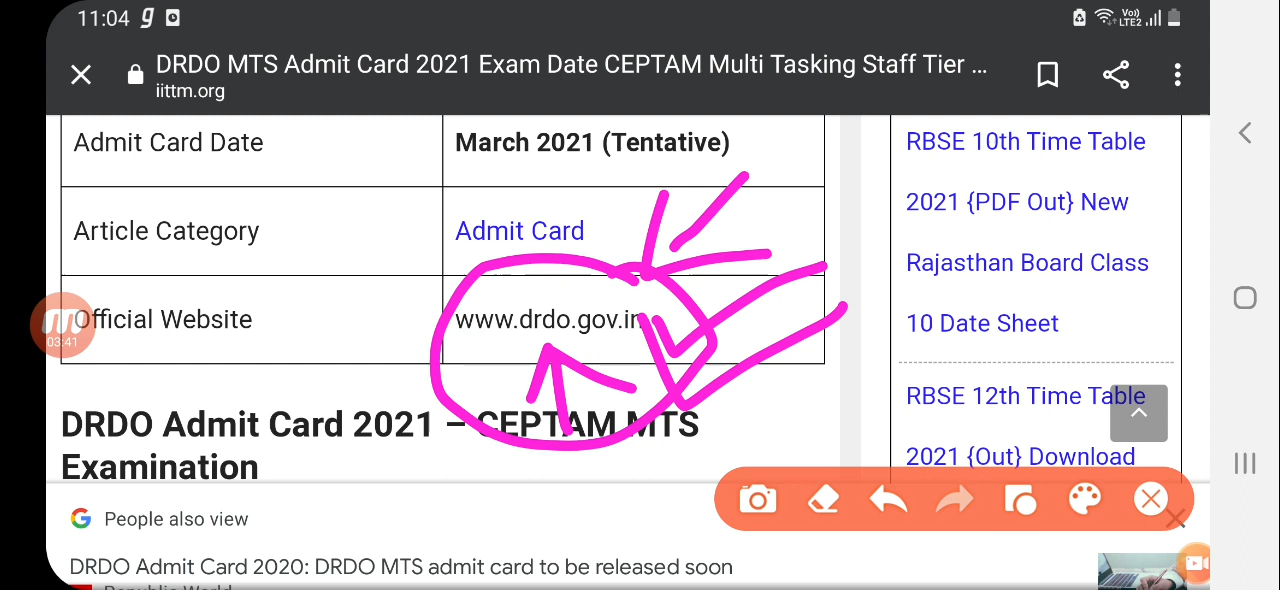 11:04
Vo))
LTE2
DRDO MTS Admit Card 2021 Exam Date CEPTAM Multi Tasking Staff Tier ...
iittm.org
Admit Card Date
March 2021 (Tentative)
Article Category
Admit Card
Official Website
www.drdo.gov.in
03:41
DRDO Admit Card 2021 – CEPTAM MTS
Examination
RBSE 10th Time Table
2021 {PDF Out} New
Rajasthan Board Class
10 Date Sheet
RBSE 12th Time Table
2021 {Out} Download
People also view
DRDO Admit Card 2020: DRDO MTS admit card to be released soon
Republic World